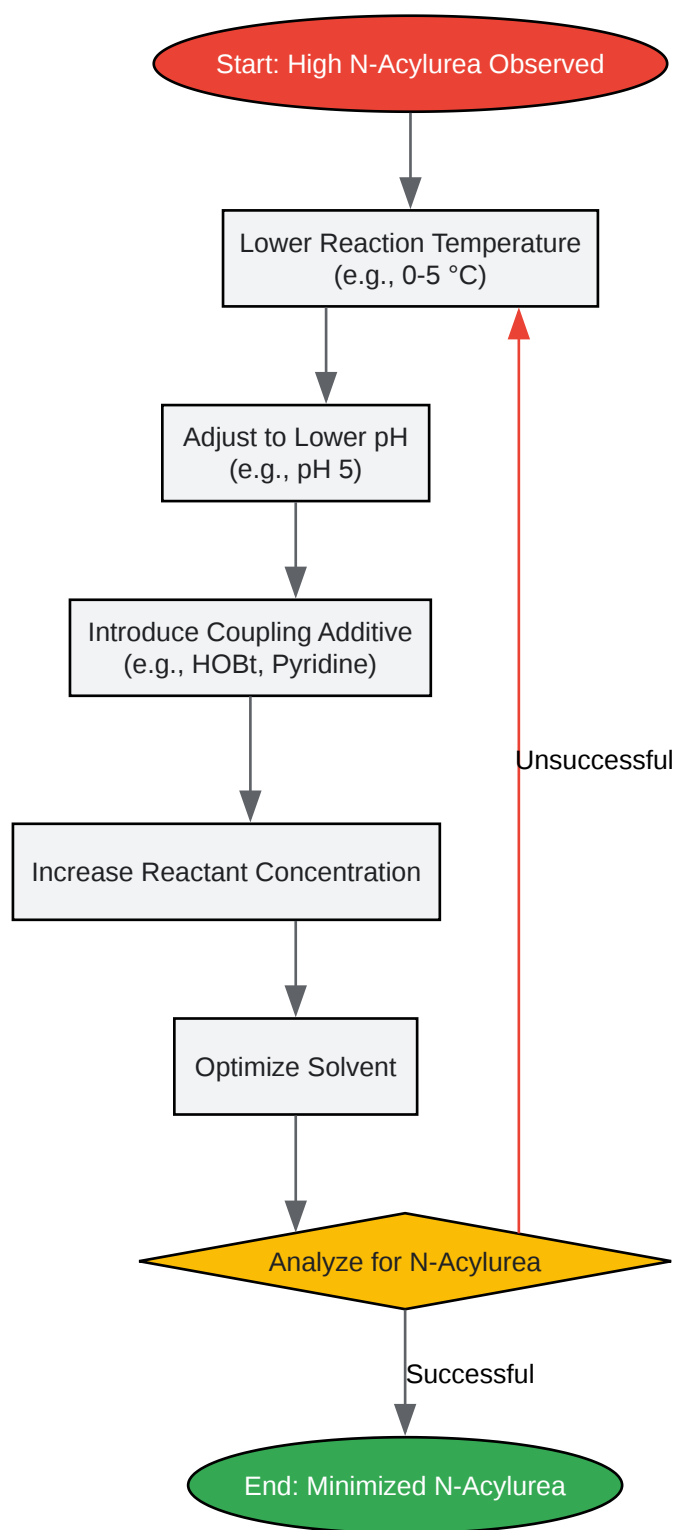 Start: High N-Acylurea Observed
Lower Reaction Temperature
(e.g., 0-5 °C)
Adjust to Lower pH
(e.g., pH 5)
Introduce Coupling Additive
(e.g., HOBt, Pyridine)
Unsuccessful
Increase Reactant Concentration
Optimize Solvent
Analyze for N-Acylurea
Successful
End: Minimized N-Acylurea